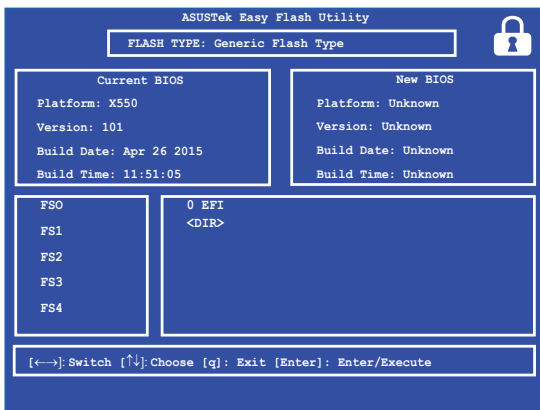 ASUSTek Easy Flash Utility
FLASH TYPE: Generic Flash Type
Current BIOS
Platform: X550
Version: 101
Build Date: Apr 26 2015
Build Time: 11:51:05
New BIOS
Platform: Unknown
Version: Unknown
Build Date: Unknown
Build Time: Unknown
FSO
FS1
FS2
FS3
FS4
0 EFI
<DIR>
[←→]: Switch [↑↓]: Choose [q]: Exit [Enter]: Enter/Execute